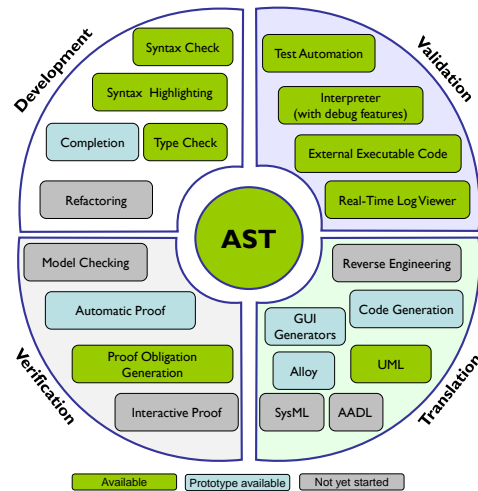 Development
Syntax Check
Syntax Highlighting
Completion
Type Check
Refactoring
Validation
Test Automation
Interpreter
(with debug features)
External Executable Code
Real-Time Log Viewer
AST
Verification
Model Checking
Automatic Proof
Proof Obligation
Generation
Interactive Proof
Translation
Reverse Engineering
Code Generation
GUI
Generators
Alloy
UML
SysML
AADL
Available
Prototype available
Not yet started